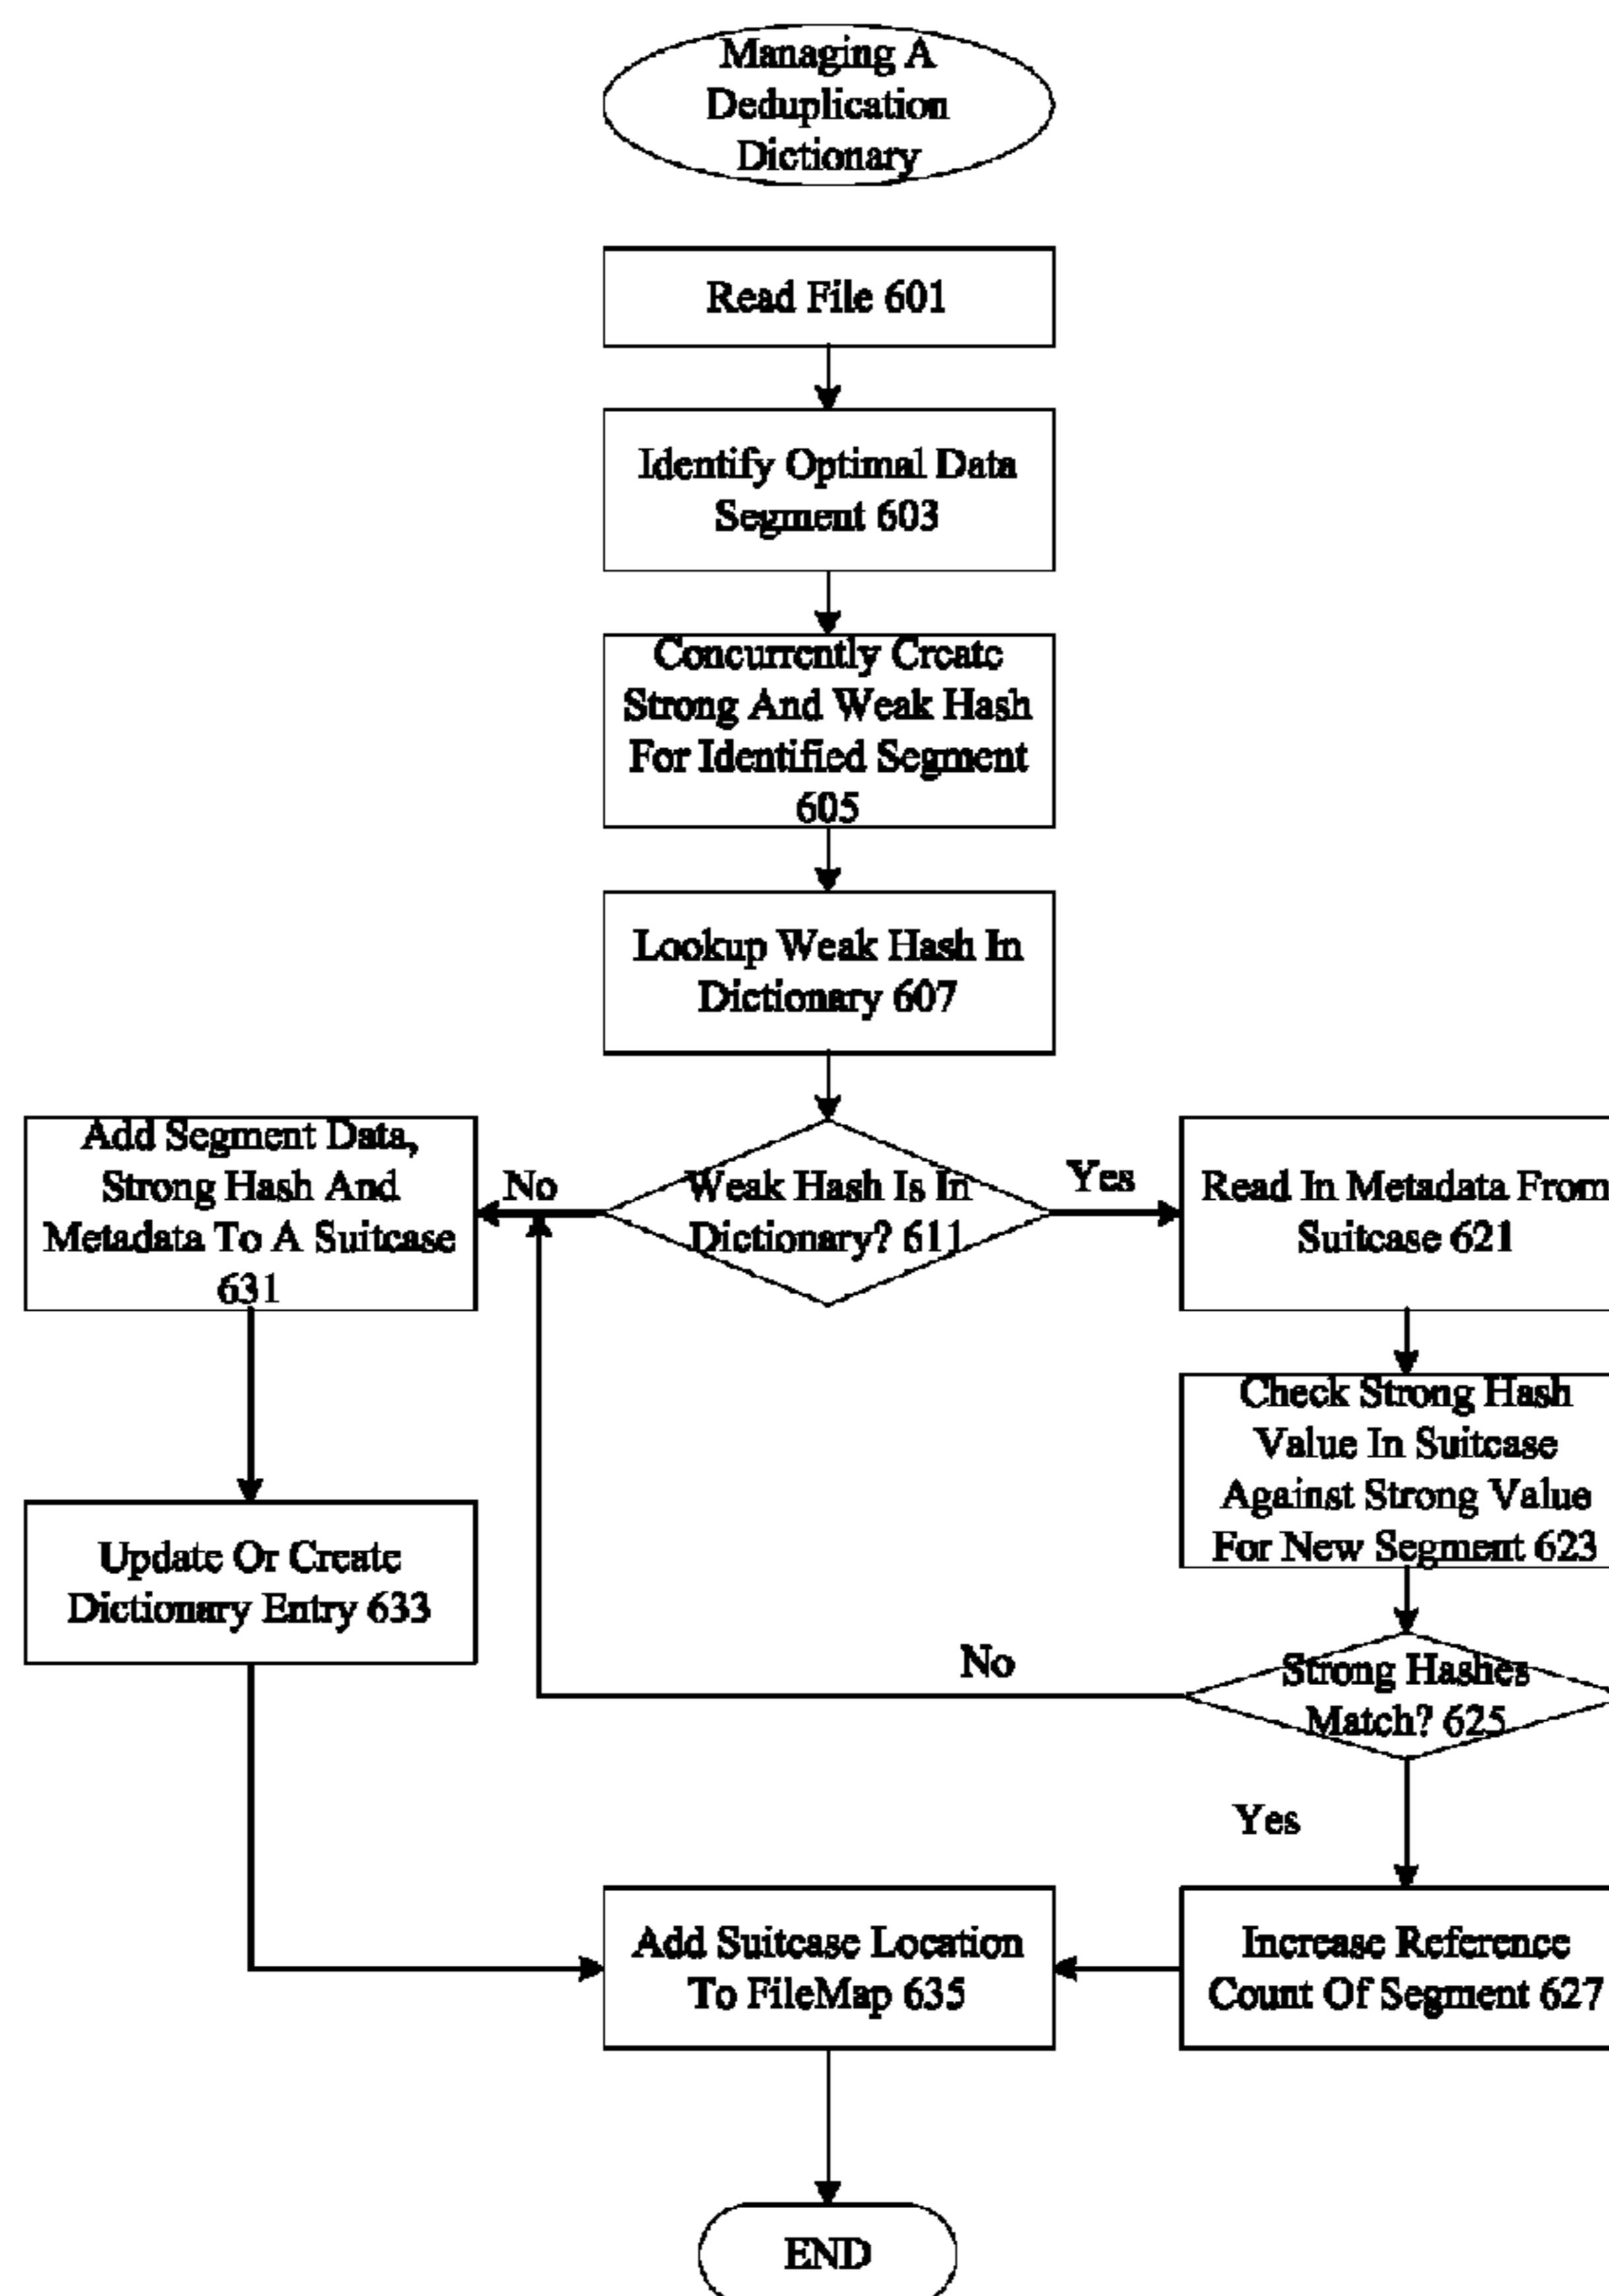 Managing A
Deduplication
Dictionary
Read File 601
Identify Optimal Data
Segment 603
Concurrently Create
Strong And Weak Hash
For Identified Segment
605
Lookup Weak Hash In
Dictionary 607
Add Segment Data,
Strong Hash And
Metadata To A Suitcase
631
No
Weak Hash Is In
Dictionary? 611
Yes
Read In Metadata From
Suitcase 621
Check Strong Hash
Value In Suitcase
Against Strong Value
For New Segment 623
Update Or Create
Dictionary Entry 633
No
Strong Hashes
Match? 625
Yes
Add Suitcase Location
To FileMap 635
Increase Reference
Count Of Segment 627
END